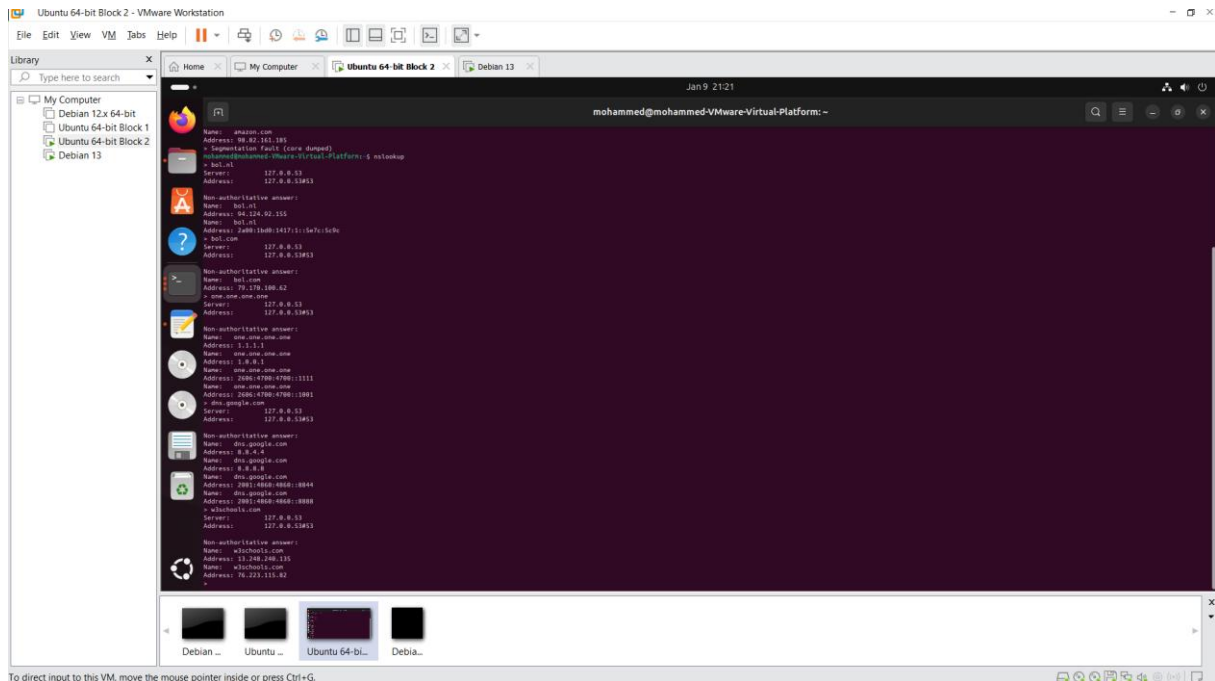 Ubuntu 64-bit Block 2 - VMware Workstation
File Edit View VM Tabs Help
Library
Type here to search
My Computer
Debian 12.x 64-bit
Ubuntu 64-bit Block 1
Ubuntu 64-bit Block 2
Debian 13
Home
My Computer
Ubuntu 64-bit Block 2
Debian 13
Jan 9 21:21
mohammed@mohammed-VMware-Virtual-Platform: ~
Name: amazon.com
Address: 98.82.161.185
> Segmentation fault (core dumped)
mohammed@mohammed-VMware-Virtual-Platform:~$ nslookup
> bol.nl
Server: 127.0.0.53
Address: 127.0.0.53#53
Non-authoritative answer:
Name: bol.nl
Address: 94.124.92.155
Name: bol.nl
Address: 2a00:1bd0:1417:1::5e7c:5c9c
> bol.com
Server: 127.0.0.53
Address: 127.0.0.53#53
Non-authoritative answer:
Name: bol.com
Address: 79.170.100.62
> one.one.one.one
Server: 127.0.0.53
Address: 127.0.0.53#53
Non-authoritative answer:
Name: one.one.one.one
Address: 1.1.1.1
Name: one.one.one.one
Address: 1.0.0.1
Name: one.one.one.one
Address: 2606:4700:4700::1111
Name: one.one.one.one
Address: 2606:4700:4700::1001
> dns.google.com
Server: 127.0.0.53
Address: 127.0.0.53#53
Non-authoritative answer:
Name: dns.google.com
Address: 8.8.4.4
Name: dns.google.com
Address: 8.8.8.8
Name: dns.google.com
Address: 2001:4860:4860::8844
Name: dns.google.com
Address: 2001:4860:4860::8888
> w3schools.com
Server: 127.0.0.53
Address: 127.0.0.53#53
Non-authoritative answer:
Name: w3schools.com
Address: 13.248.240.135
Name: w3schools.com
Address: 76.223.115.82
>
Debian ...
Ubuntu ...
Ubuntu 64-bi...
Debia...
To direct input to this VM, move the mouse pointer inside or press Ctrl+G.